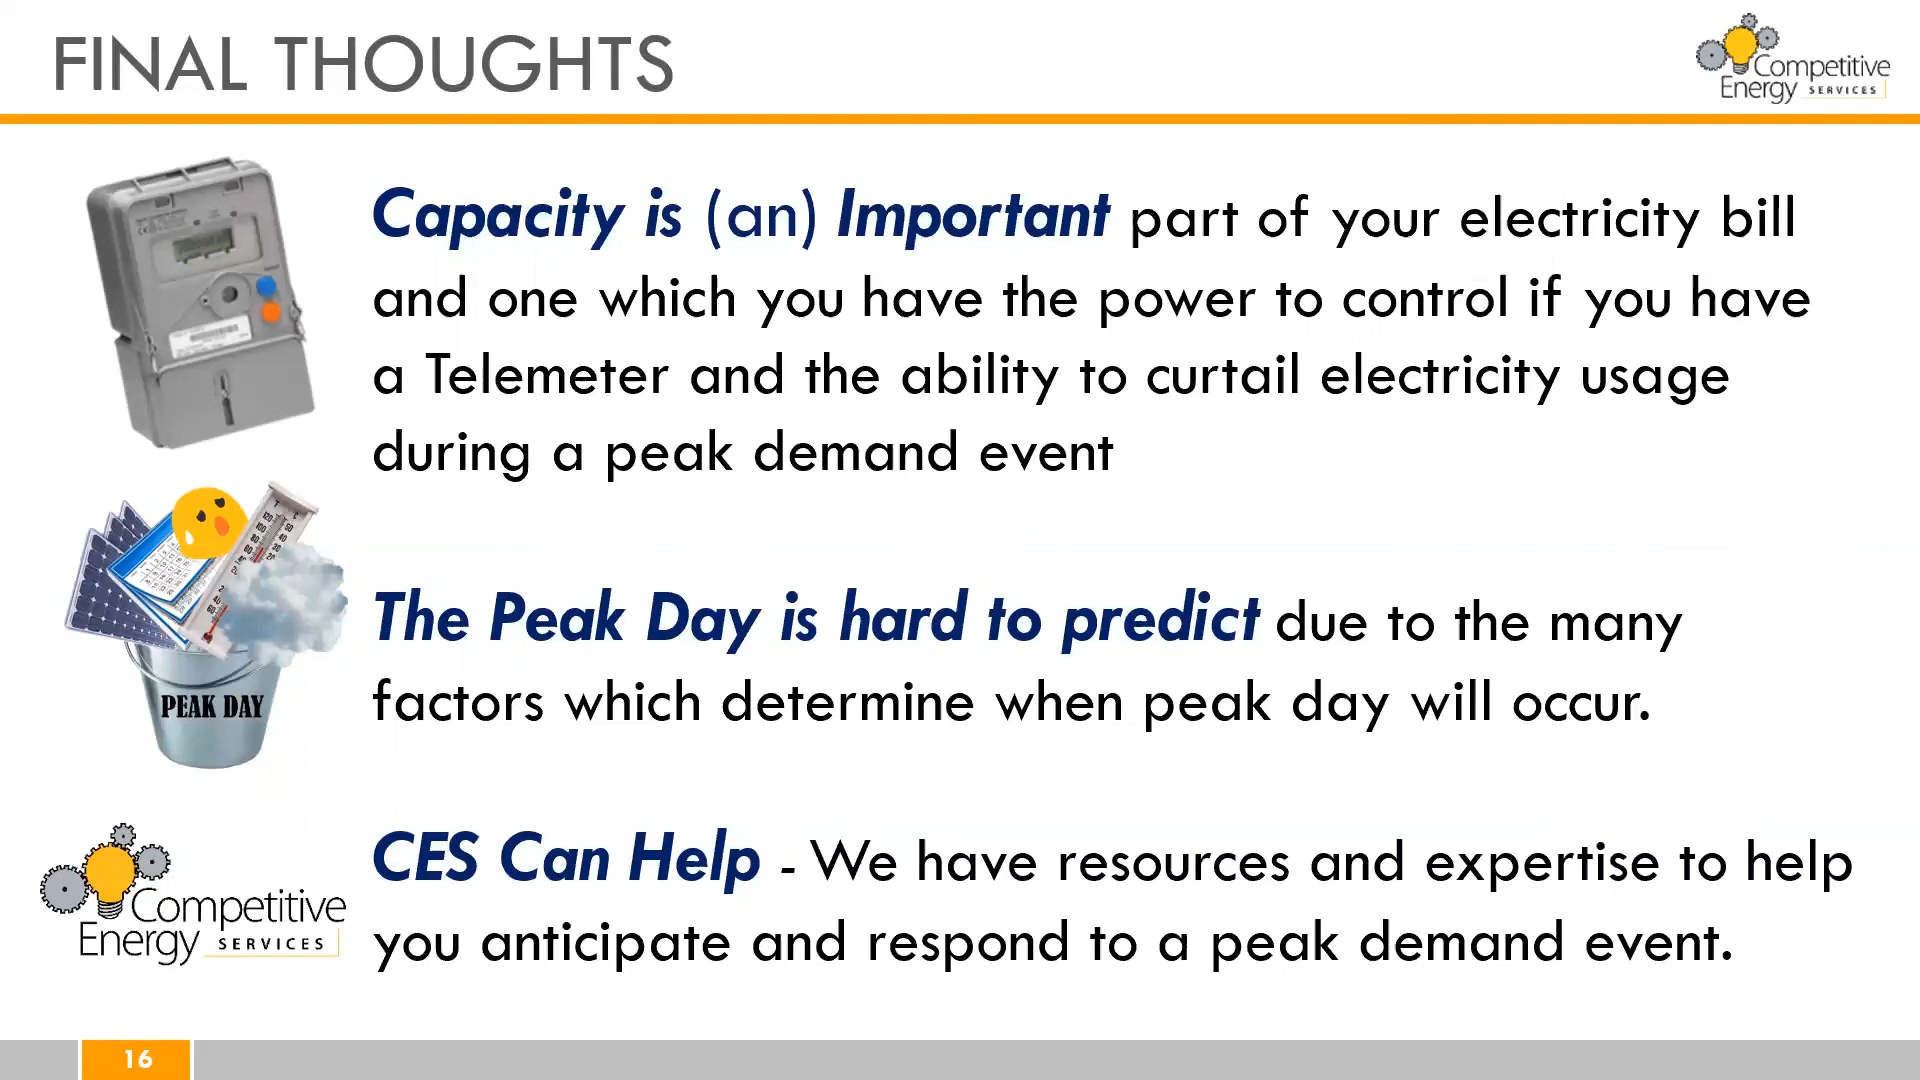 FINAL THOUGHTS
Competitive
Energy SERVICES
Capacity is (an) Important part of your electricity bill
and one which you have the power to control if you have
a Telemeter and the ability to curtail electricity usage
during a peak demand event
The Peak Day is hard to predict due to the many
factors which determine when peak day will occur.
PEAK DAY
CES Can Help - We have resources and expertise to help
you anticipate and respond to a peak demand event.
Competitive
Energy SERVICES
16